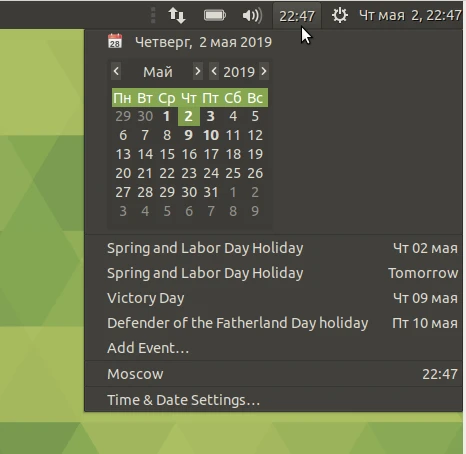 22:47 Чт мая 2, 22:47
28 Четверг, 2 мая 2019
Май 2019
Пн Вт Ср Чт Пт Сб Вс
29 30 1 2 3 4 5
6 7 8 9 10 11 12
13 14 15 16 17 18 19
20 21 22 23 24 25 26
27 28 29 30 31 1 2
3 4 5 6 7 8 9
Spring and Labor Day Holiday Чт 02 мая
Spring and Labor Day Holiday Tomorrow
Victory Day Чт 09 мая
Defender of the Fatherland Day holiday Пт 10 мая
Add Event…
Moscow 22:47
Time & Date Settings…